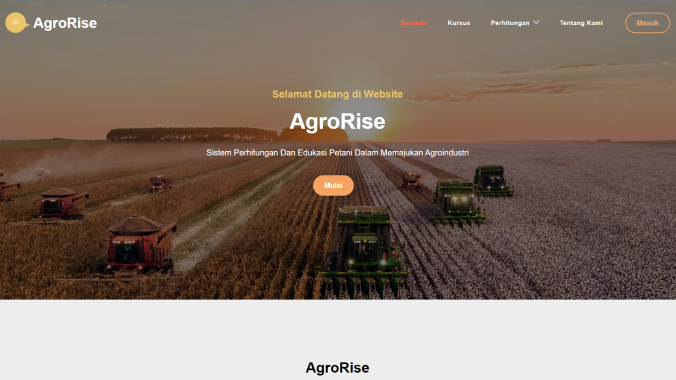 AgroRise
Beranda
Kursus
Perhitungan
Tentang Kami
Masuk
Selamat Datang di Website
AgroRise
Sistem Perhitungan Dan Edukasi Petani Dalam Memajukan Agroindustri
Mulai
AgroRise